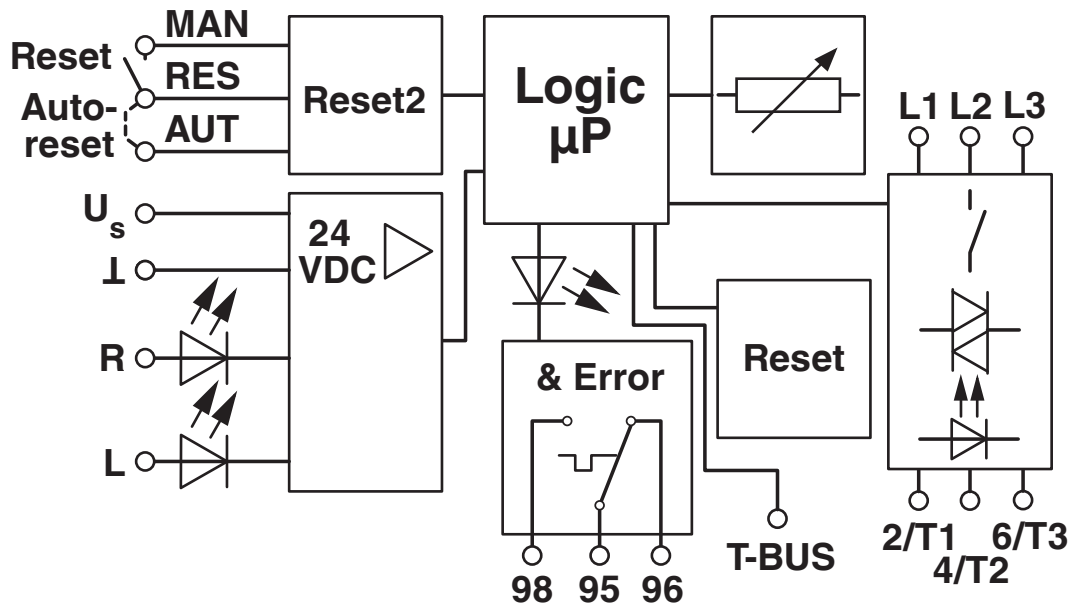 MAN
Reset
RES
Auto-
reset
AUT
Reset2
Logic
µP
L1 L2 L3
Us
24
VDC
⊥
R
L
Reset
& Error
98 95 96
T-BUS
2/T1 6/T3
4/T2